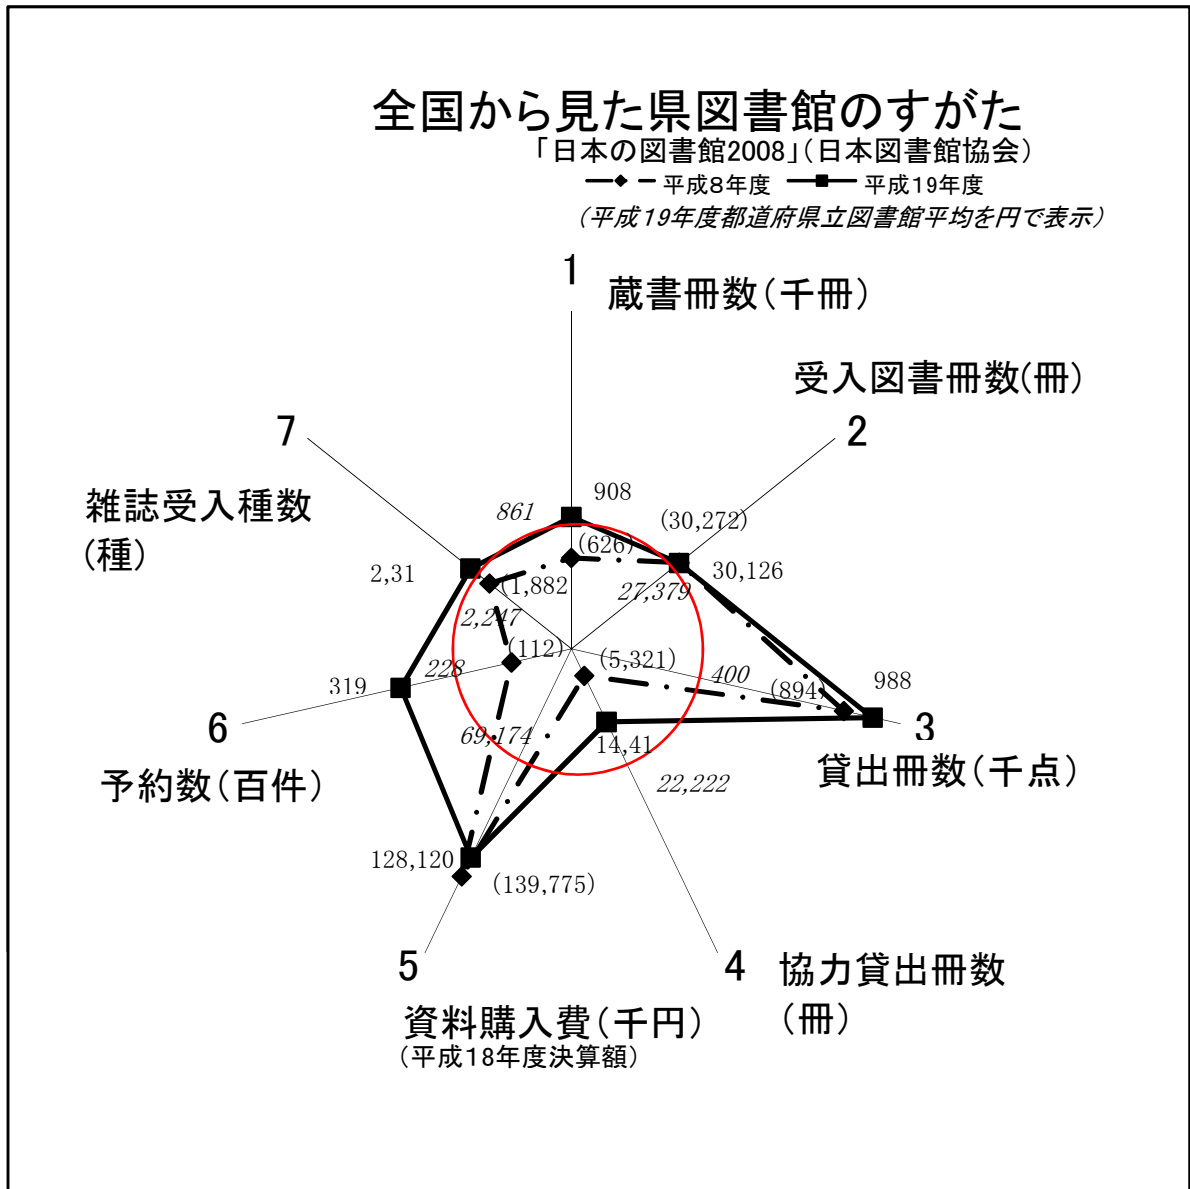 全国から見た県図書館のすがた
「日本の図書館2008」(日本図書館協会)
平成8年度 平成19年度
(平成19年度都道府県立図書館平均を円で表示)
1
蔵書冊数(千冊)
受入図書冊数(冊)
2
7
雑誌受入種数
(種)
861
908
(30,272)
(626)
30,126
2,31
(1,882
27,379
2,247
(112)
(5,321)
400
(894)
988
228
319
6
3
69,174
14,41
22,222
予約数(百件)
貸出冊数(千点)
128,120
(139,775)
5
4
協力貸出冊数
(冊)
資料購入費(千円)
(平成18年度決算額)